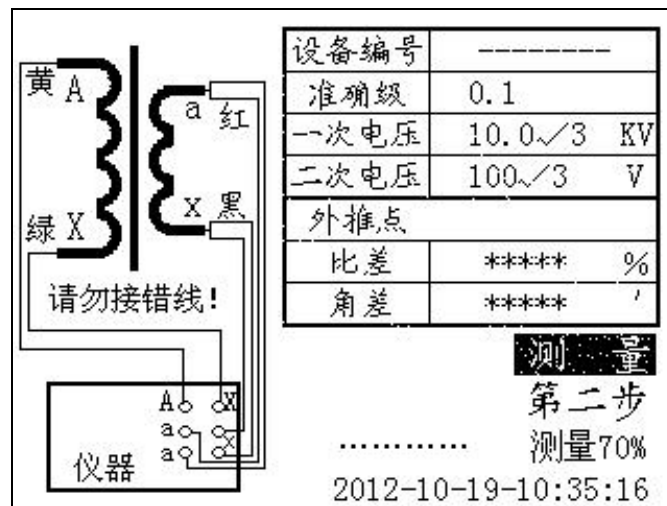 黄 A
a 红
X 黑
绿 X
请勿接错线!
A X
a
a x
仪器
设备编号 --------
准确级 0.1
一次电压 10.0√3 KV
二次电压 100√3 V
外推点
比差 ***** %
角差 ***** ′
测 量
第二步
………… 测量70%
2012-10-19-10:35:16